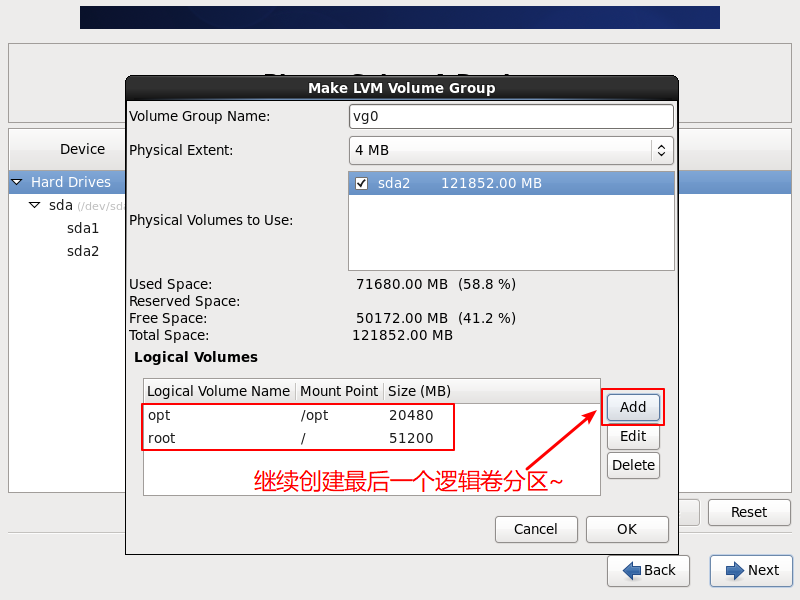 Make LVM Volume Group
Volume Group Name: vg0
Physical Extent: 4 MB
Device
Hard Drives
sda (/dev/sda
sda1
sda2
Physical Volumes to Use:
sda2 121852.00 MB
Used Space: 71680.00 MB (58.8 %)
Reserved Space:
Free Space: 50172.00 MB (41.2 %)
Total Space: 121852.00 MB
Logical Volumes
Logical Volume Name Mount Point Size (MB)
opt /opt 20480
root / 51200
Add
Edit
Delete
继续创建最后一个逻辑卷分区~
Cancel OK
Reset
Back Next